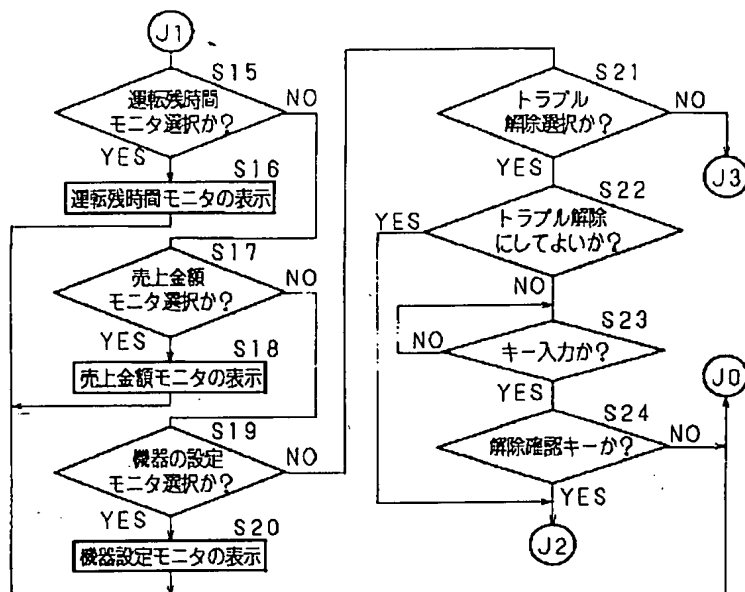 J1
S15
運転残時間
モニタ選択か?
NO
YES
S16
運転残時間モニタの表示
S17
売上金額
モニタ選択か?
NO
YES
S18
売上金額モニタの表示
S19
機器の設定
モニタ選択か?
NO
YES
S20
機器設定モニタの表示
S21
トラブル
解除選択か?
NO
J3
YES
S22
トラブル解除
にしてよいか?
YES
NO
S23
キー入力か?
NO
YES
S24
解除確認キーか?
NO
J0
YES
J2